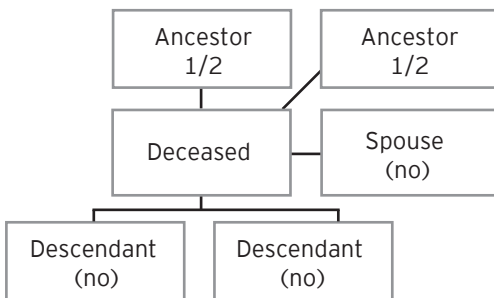 Ancestor
1/2
Ancestor
1/2
Deceased
Spouse
(no)
Descendant
(no)
Descendant
(no)